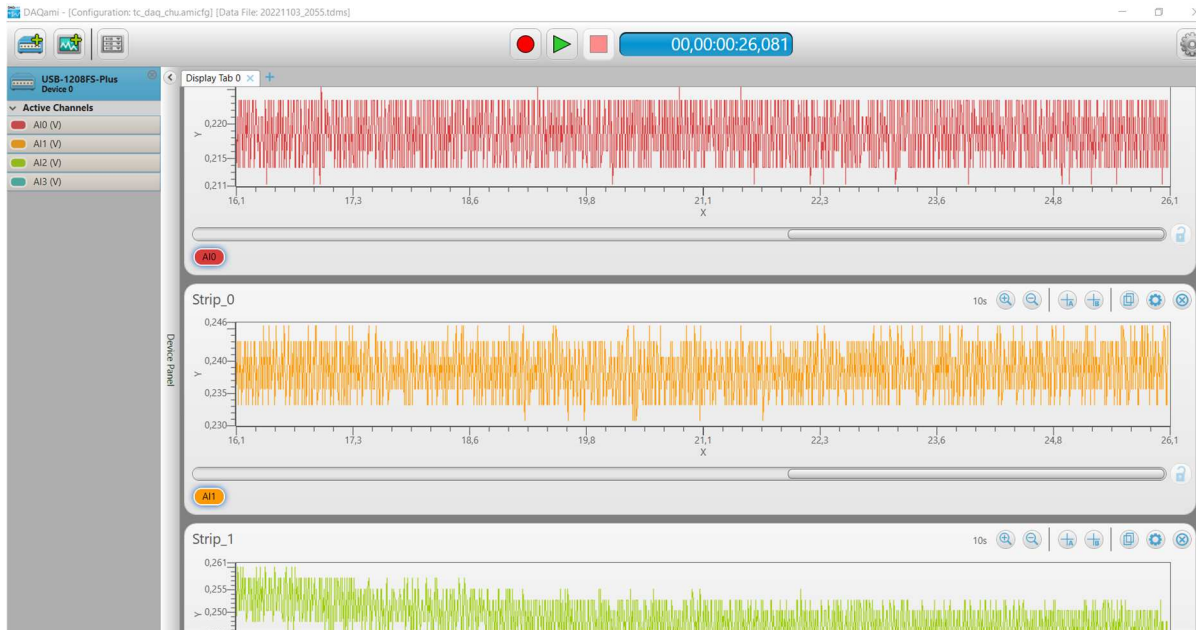 DAQami - [Configuration: tc_daq_chu.amicfg] [Data File: 20221103_2055.tdms]
00,00:00:26,081
USB-1208FS-Plus
Device 0
Active Channels
AI0 (V)
AI1 (V)
AI2 (V)
AI3 (V)
Device Panel
Display Tab 0
Y
0,220
0,215
0,211
16,1 17,3 18,6 19,8 21,1 22,3 23,6 24,8 26,1
X
AI0
Strip_0
10s
0,246
Y
0,240
0,235
0,230
16,1 17,3 18,6 19,8 21,1 22,3 23,6 24,8 26,1
X
AI1
Strip_1
10s
0,261
0,255
Y
0,250